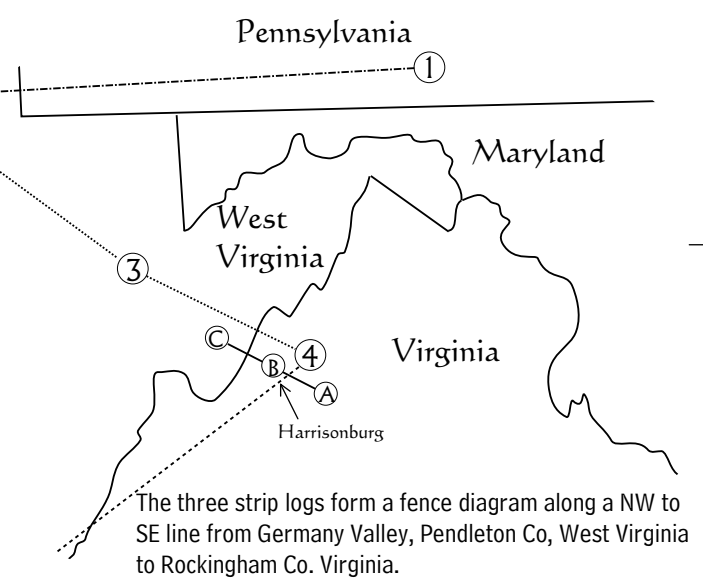 Pennsylvania
1
Maryland
West
Virginia
3
C
4
B
Virginia
A
Harrisonburg
The three strip logs form a fence diagram along a NW to
SE line from Germany Valley, Pendleton Co, West Virginia
to Rockingham Co. Virginia.